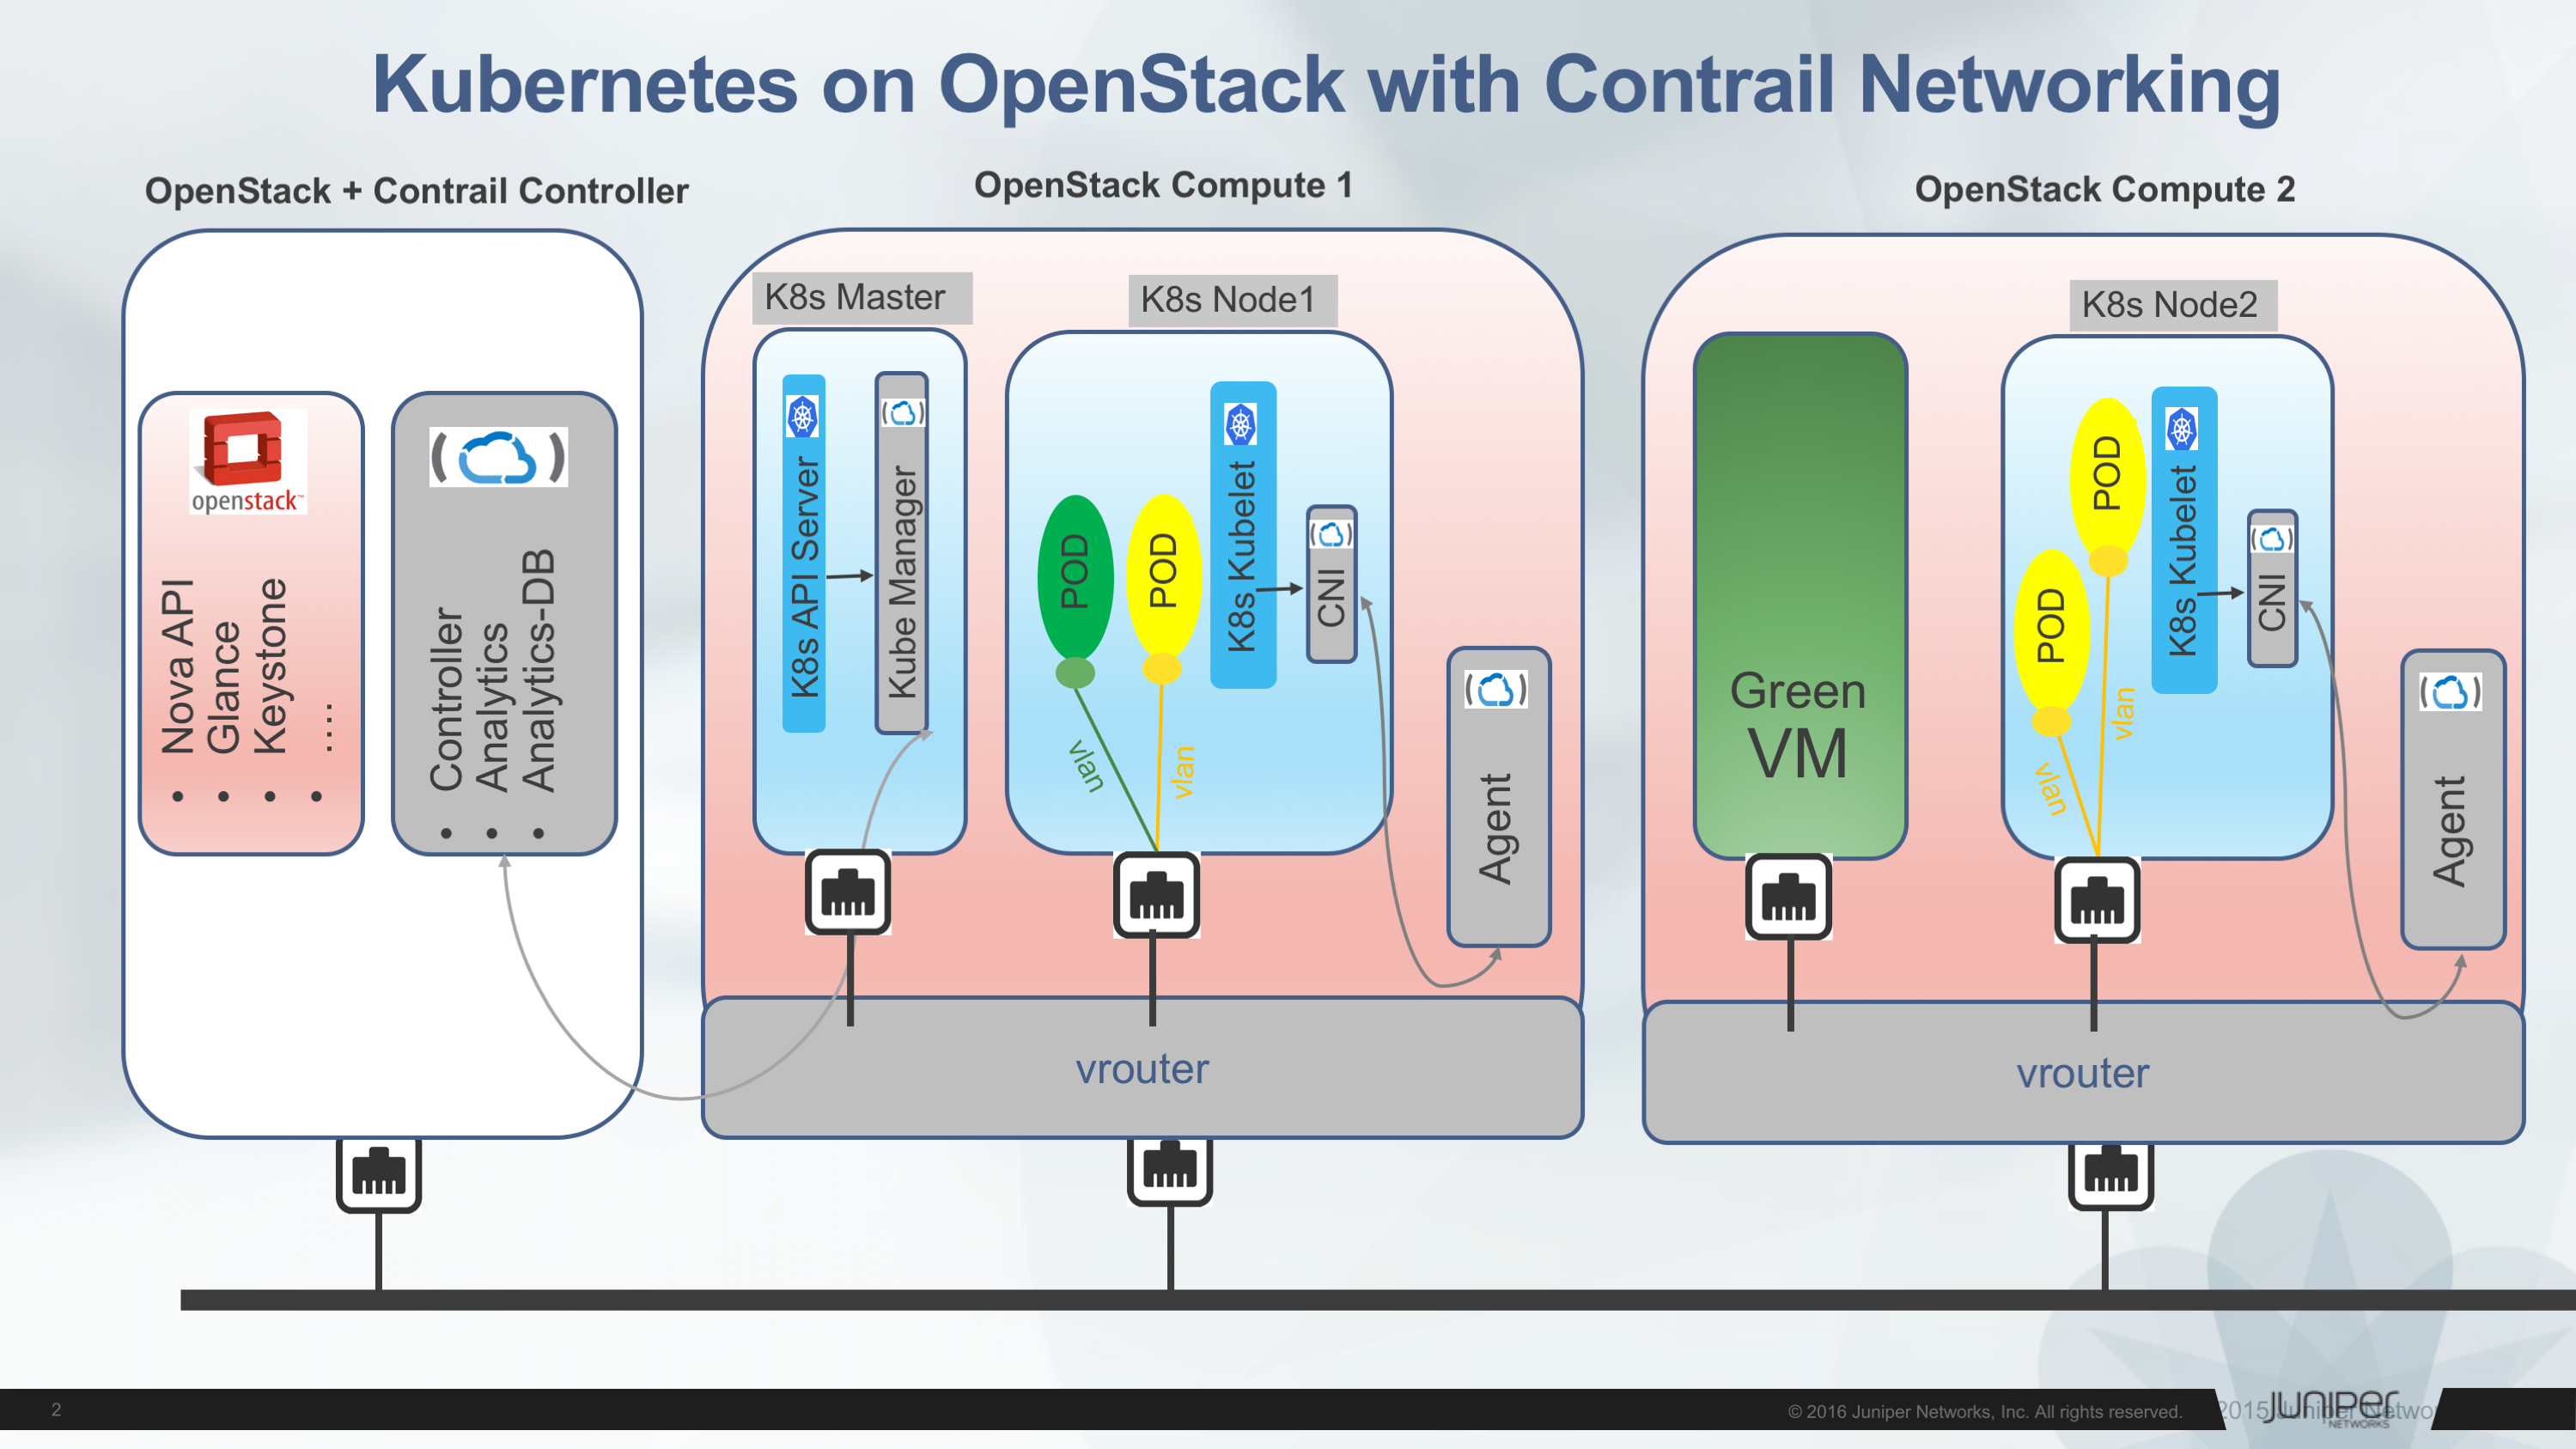 Kubernetes on OpenStack with Contrail Networking
OpenStack + Contrail Controller
openstack™
• Nova API
• Glance
• Keystone
• ....
• Controller
• Analytics
• Analytics-DB
OpenStack Compute 1
K8s Master
K8s API Server
Kube Manager
K8s Node1
POD
POD
vlan
vlan
K8s Kubelet
CNI
Agent
vrouter
OpenStack Compute 2
Green
VM
K8s Node2
POD
POD
vlan
vlan
K8s Kubelet
CNI
Agent
vrouter
2
© 2016 Juniper Networks, Inc. All rights reserved.
2015 Juniper
JUNIPER
NETWORKS